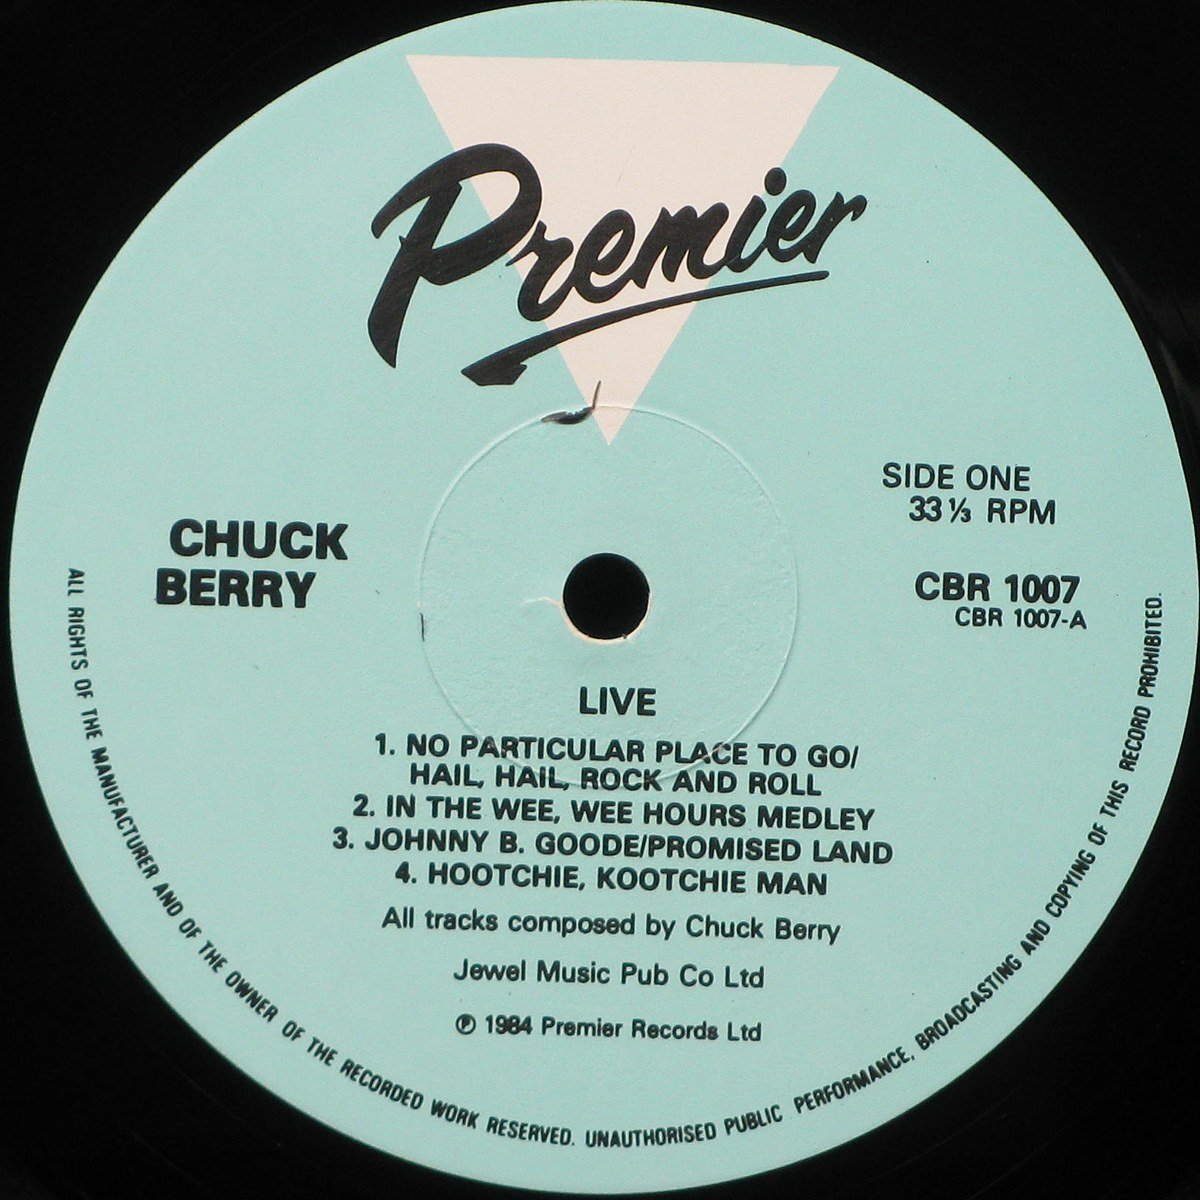 Premier
SIDE ONE
33⅓ RPM
CHUCK
BERRY
CBR 1007
CBR 1007-A
LIVE
1. NO PARTICULAR PLACE TO GO/
HAIL, HAIL, ROCK AND ROLL
2. IN THE WEE, WEE HOURS MEDLEY
3. JOHNNY B. GOODE/PROMISED LAND
4. HOOTCHIE, KOOTCHIE MAN
All tracks composed by Chuck Berry
Jewel Music Pub Co Ltd
℗ 1984 Premier Records Ltd
ALL RIGHTS OF THE MANUFACTURER AND OF THE OWNER OF THE RECORDED WORK RESERVED. UNAUTHORISED PUBLIC PERFORMANCE, BROADCASTING AND COPYING OF THIS RECORD PROHIBITED.